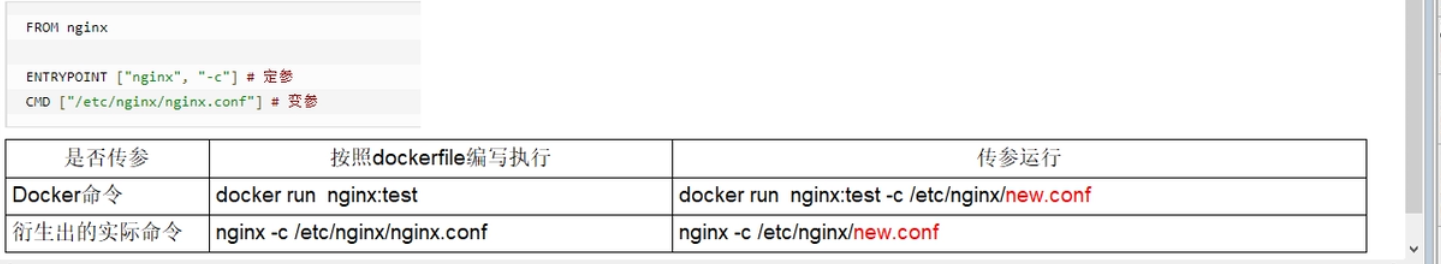 FROM nginx
ENTRYPOINT ["nginx", "-c"] # 定参
CMD ["/etc/nginx/nginx.conf"] # 变参
是否传参 按照dockerfile编写执行 传参运行
Docker命令 docker run nginx:test docker run nginx:test -c /etc/nginx/new.conf
衍生出的实际命令 nginx -c /etc/nginx/nginx.conf nginx -c /etc/nginx/new.conf